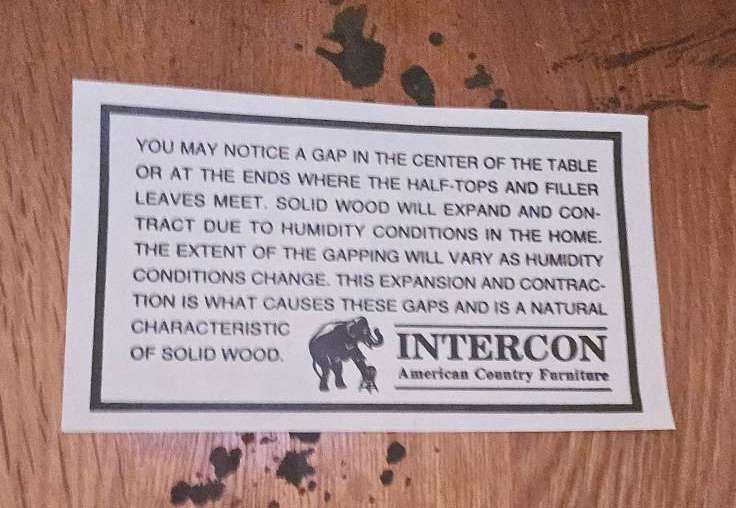 YOU MAY NOTICE A GAP IN THE CENTER OF THE TABLE
OR AT THE ENDS WHERE THE HALF-TOPS AND FILLER
LEAVES MEET. SOLID WOOD WILL EXPAND AND CON-
TRACT DUE TO HUMIDITY CONDITIONS IN THE HOME.
THE EXTENT OF THE GAPPING WILL VARY AS HUMIDITY
CONDITIONS CHANGE. THIS EXPANSION AND CONTRAC-
TION IS WHAT CAUSES THESE GAPS AND IS A NATURAL
CHARACTERISTIC
OF SOLID WOOD.
INTERCON
American Country Furniture